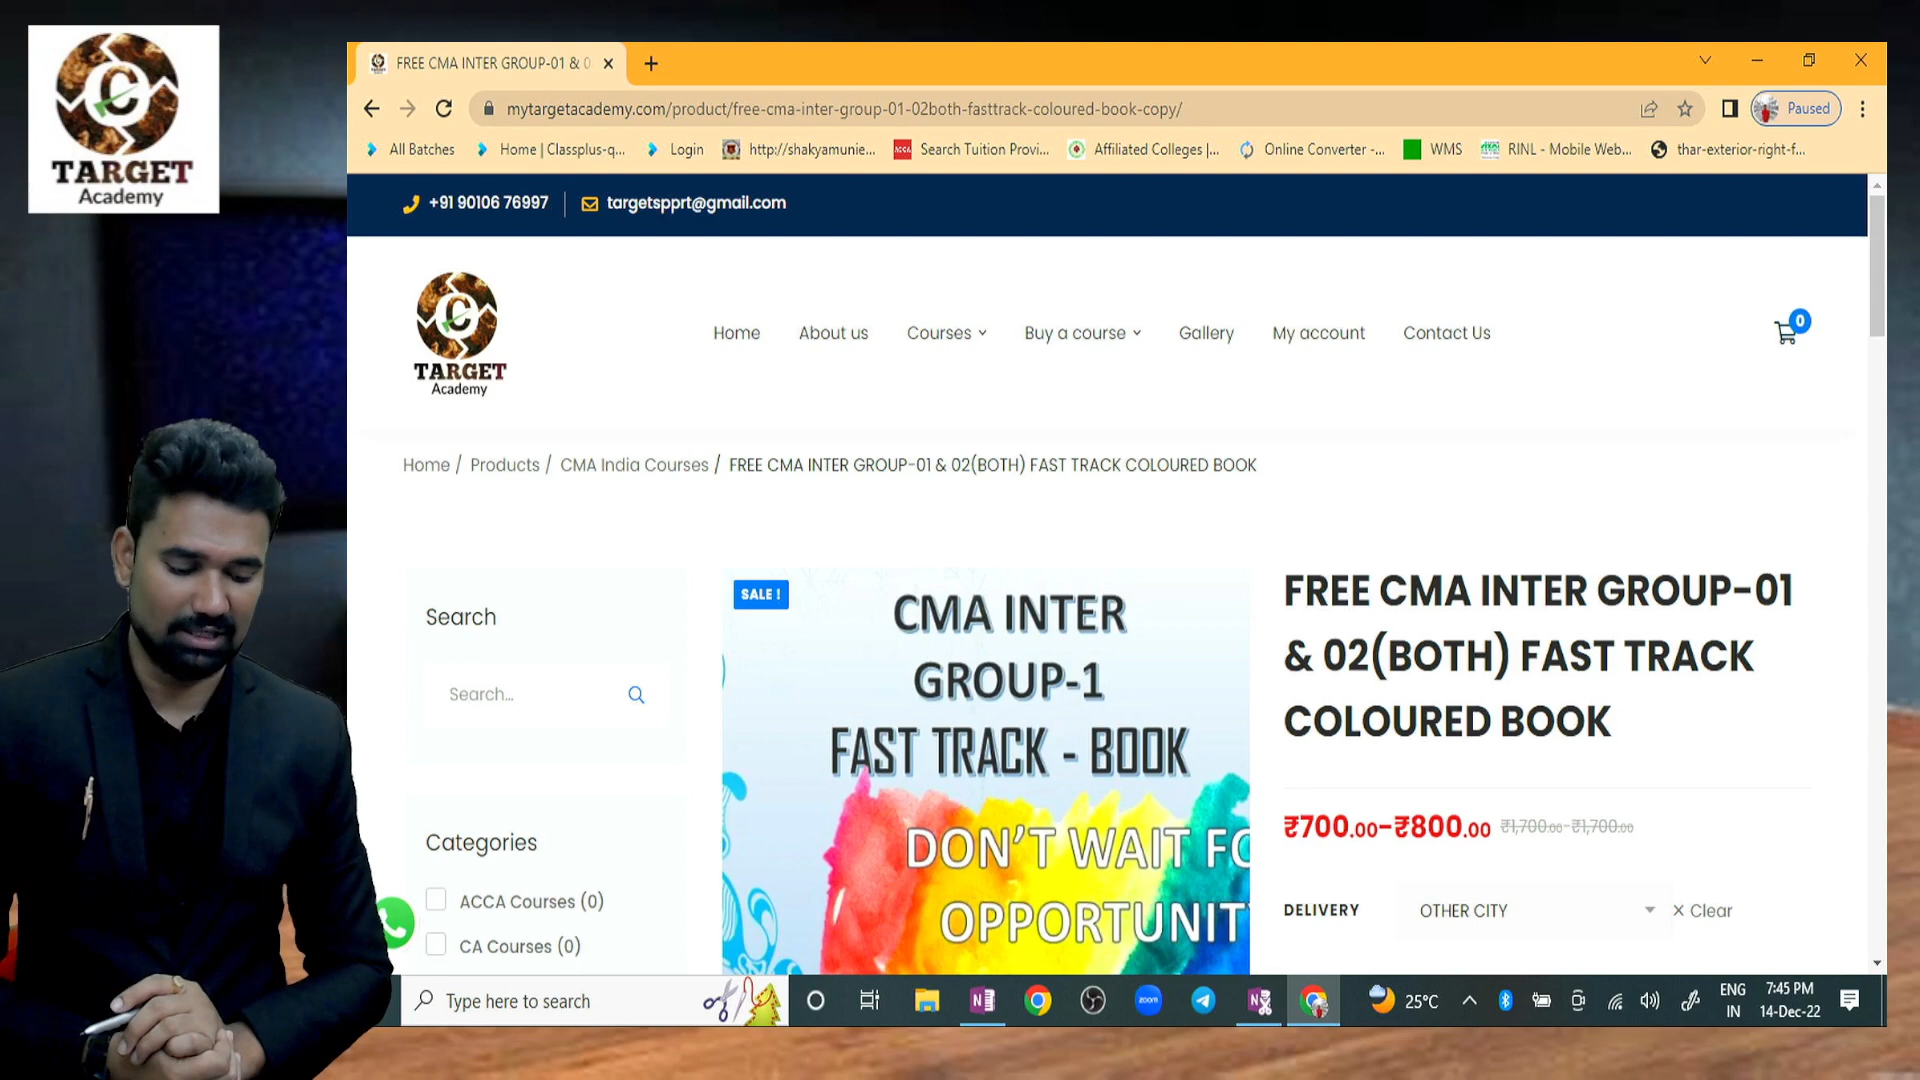 TARGET
Academy
FREE CMA INTER GROUP-01 & 0
mytargetacademy.com/product/free-cma-inter-group-01-02both-fasttrack-coloured-book-copy/
Paused
All Batches
Home | Classplus-q...
Login
http://shakyamunie...
ACCA
Search Tuition Provi...
Affiliated Colleges |...
Online Converter -...
WMS
RINL - Mobile Web...
thar-exterior-right-f...
+91 90106 76997
targetspprt@gmail.com
TARGET
Academy
Home
About us
Courses
Buy a course
Gallery
My account
Contact Us
0
Home / Products / CMA India Courses / FREE CMA INTER GROUP-01 & 02(BOTH) FAST TRACK COLOURED BOOK
Search
Search...
Categories
ACCA Courses (0)
CA Courses (0)
SALE !
CMA INTER
GROUP-1
FAST TRACK - BOOK
DON'T WAIT FO
OPPORTUNIT
FREE CMA INTER GROUP-01
& 02(BOTH) FAST TRACK
COLOURED BOOK
₹700.00-₹800.00 ₹1,700.00-₹1,700.00
DELIVERY
OTHER CITY
× Clear
Type here to search
zoom
25°C
ENG
IN
7:45 PM
14-Dec-22